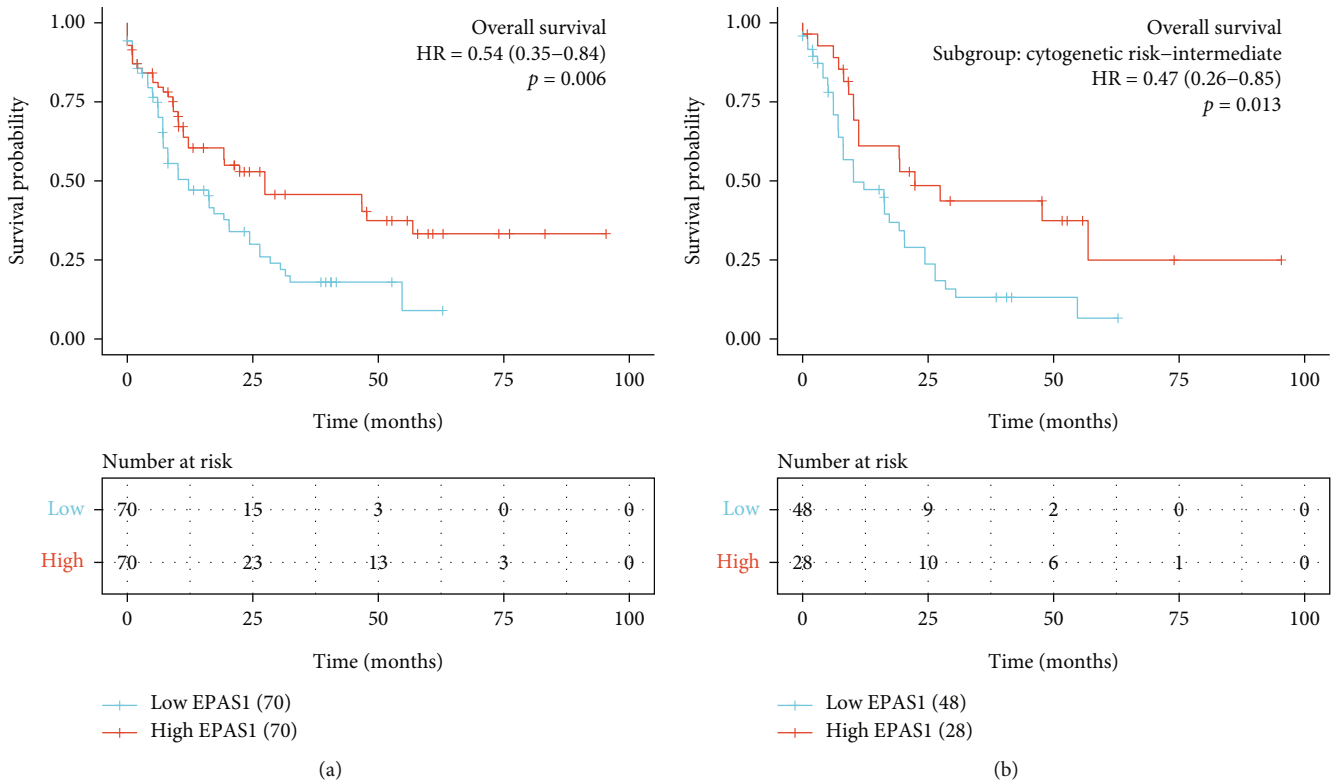 Overall survival
HR = 0.54 (0.35–0.84)
p = 0.006
1.00
0.75
0.50
0.25
0.00
Survival probability
0 25 50 75 100
Time (months)
Number at risk
Low 70 15 3 0 0
High 70 23 13 3 0
0 25 50 75 100
Time (months)
Low EPAS1 (70)
High EPAS1 (70)
(a)
Overall survival
Subgroup: cytogenetic risk–intermediate
HR = 0.47 (0.26–0.85)
p = 0.013
1.00
0.75
0.50
0.25
0.00
Survival probability
0 25 50 75 100
Time (months)
Number at risk
Low 48 9 2 0 0
High 28 10 6 1 0
0 25 50 75 100
Time (months)
Low EPAS1 (48)
High EPAS1 (28)
(b)